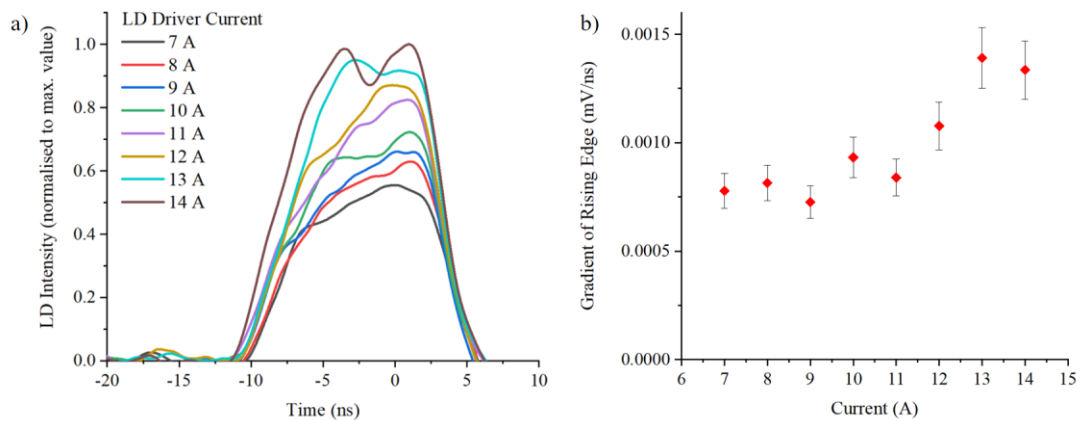 a)
LD Driver Current
7 A
8 A
9 A
10 A
11 A
12 A
13 A
14 A
LD Intensity (normalised to max. value)
1.0
0.8
0.6
0.4
0.2
0.0
-20 -15 -10 -5 0 5 10
Time (ns)
b)
Gradient of Rising Edge (mV/ns)
0.0015
0.0010
0.0005
0.0000
6 7 8 9 10 11 12 13 14 15
Current (A)